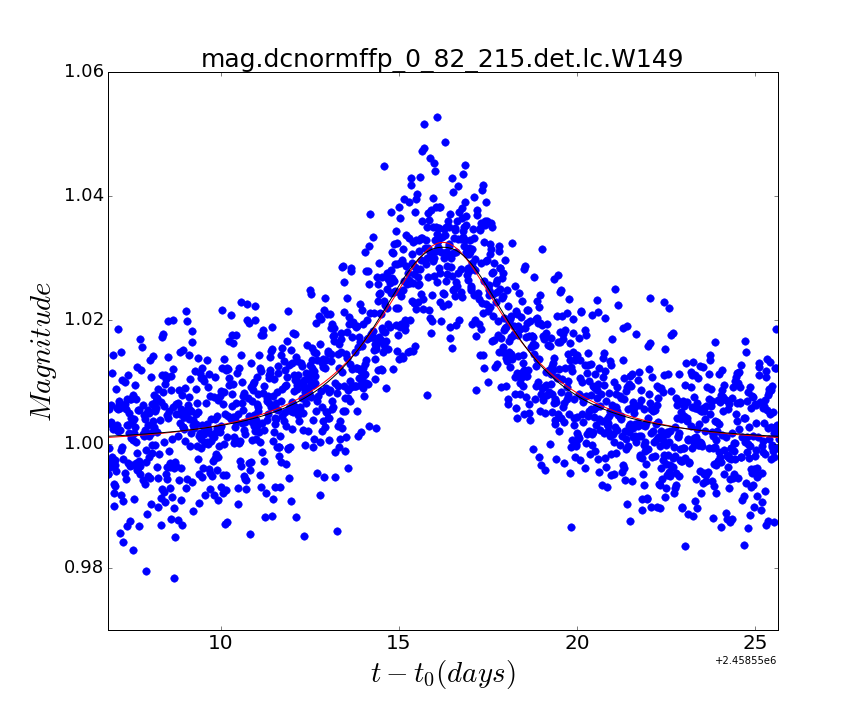 mag.dcnormffp_0_82_215.det.lc.W149
1.06
1.04
1.02
1.00
0.98
Magnitude
10 15 20 25
+2.45855e6
t − t₀(days)